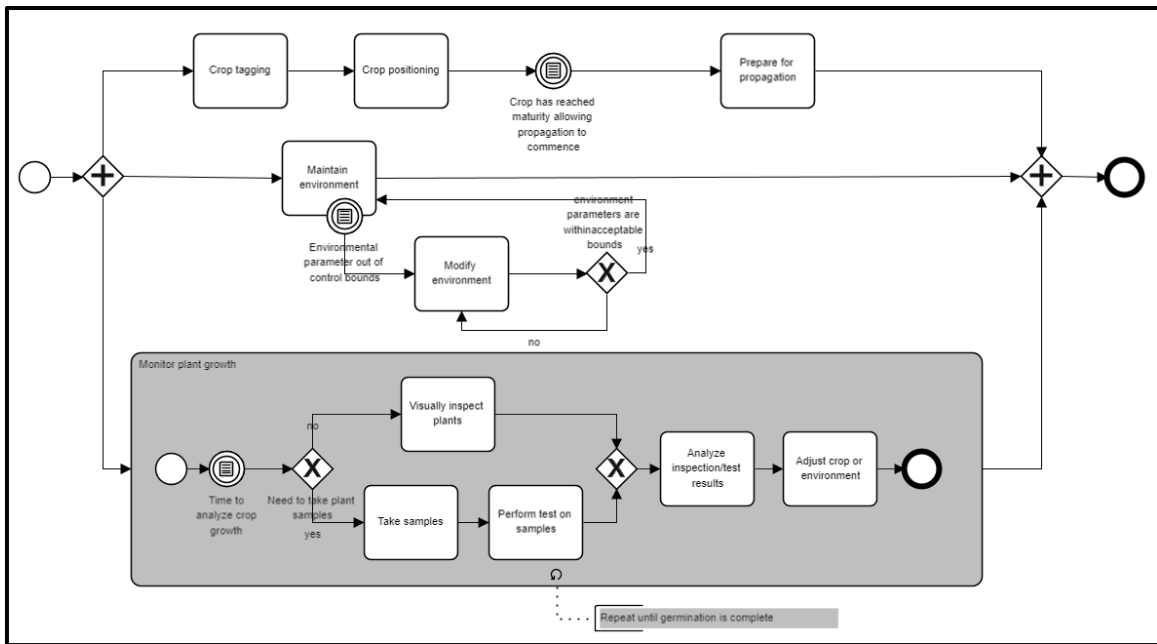 Crop tagging
Crop positioning
Crop has reached
maturity allowing
propagation to
commence
Prepare for
propagation
Maintain
environment
Environmental
parameter out of
control bounds
Modify
environment
environment
parameters are
withinacceptable
bounds
yes
no
Monitor plant growth
Time to
analyze crop
growth
Need to take plant
samples
no
yes
Visually inspect
plants
Take samples
Perform test on
samples
Analyze
inspection/test
results
Adjust crop or
environment
Repeat until germination is complete